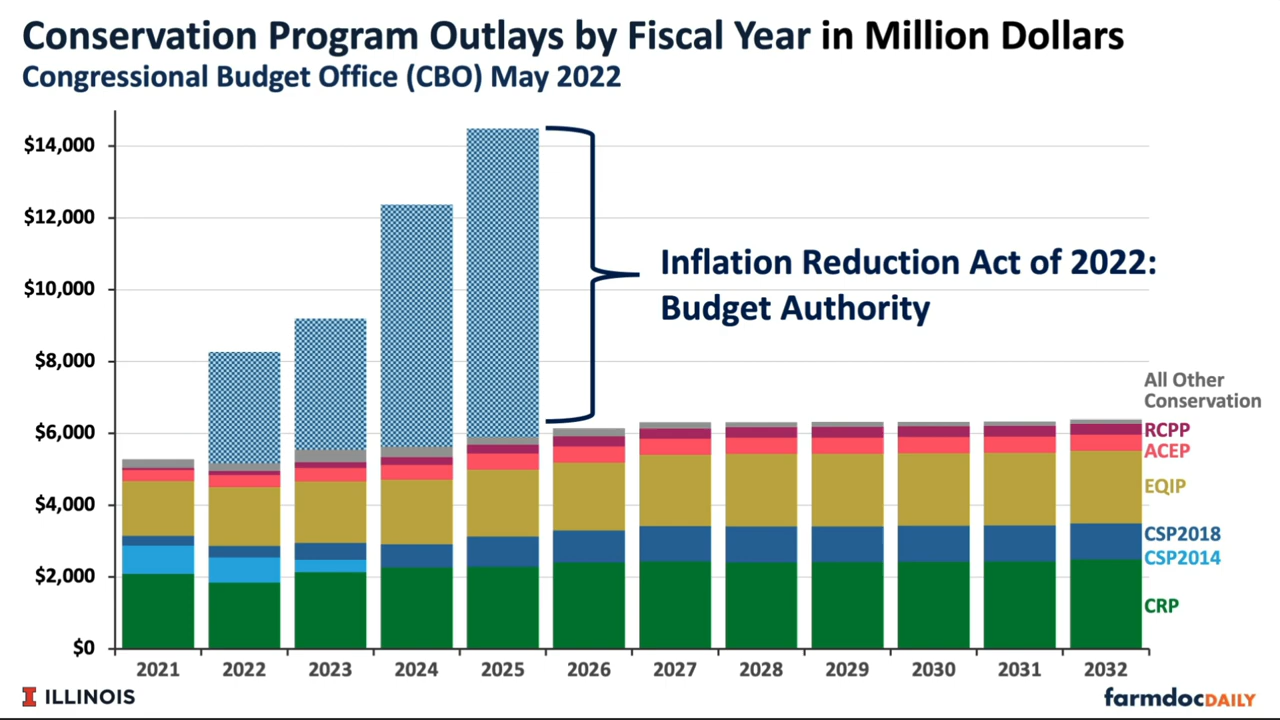 Conservation Program Outlays by Fiscal Year in Million Dollars
Congressional Budget Office (CBO) May 2022
$14,000
$12,000
$10,000
$8,000
$6,000
$4,000
$2,000
$0
Inflation Reduction Act of 2022:
Budget Authority
All Other
Conservation
RCPP
ACEP
EQIP
CSP2018
CSP2014
CRP
2021 2022 2023 2024 2025 2026 2027 2028 2029 2030 2031 2032
I ILLINOIS
farmdocDAILY